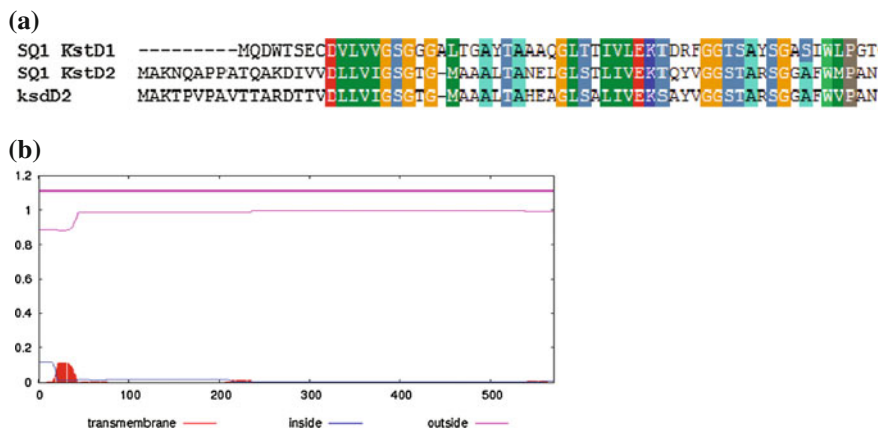 (a)
SQ1 KstD1 ---------MQDWTSECDVLVVGSGGGALTGAYTAAAQGLTTIVLEKTDRFGGTSAYSGASIWLPGT
SQ1 KstD2 MAKNQAPPATQAKDIVVDLLVIGSGTG-MAAALTANELGLSTLIVEKTQYVGGSTARSGGAFWMPAN
ksdD2 MAKTPVPAVTTARDTTVDLLVIGSGTG-MAAALTAHEAGLSALIVEKSAYVGGSTARSGGAFWVPAN
(b)
1.2
1
0.8
0.6
0.4
0.2
0
0 100 200 300 400 500
transmembrane inside outside